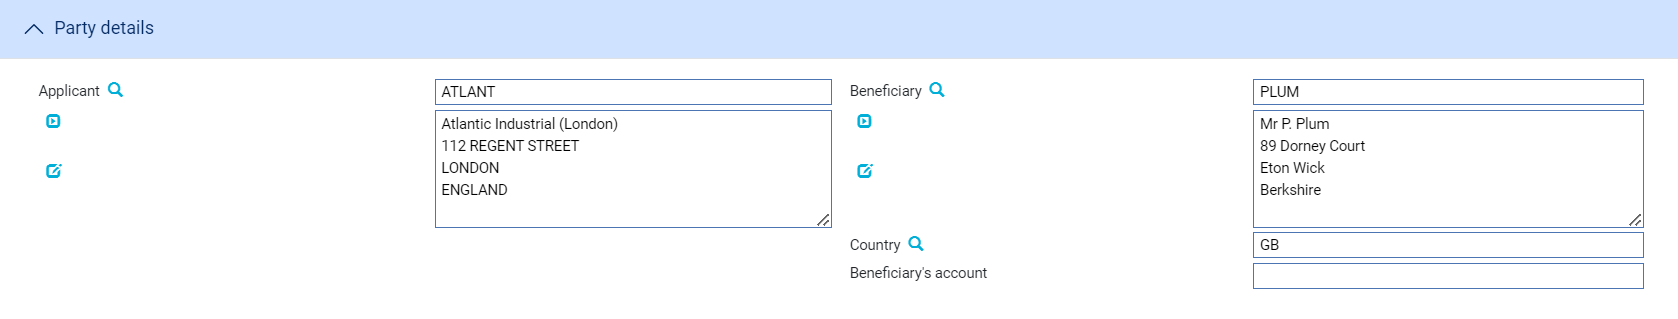 Party details
Applicant
ATLANT
Atlantic Industrial (London)
112 REGENT STREET
LONDON
ENGLAND
Beneficiary
PLUM
Mr P. Plum
89 Dorney Court
Eton Wick
Berkshire
Country
GB
Beneficiary's account